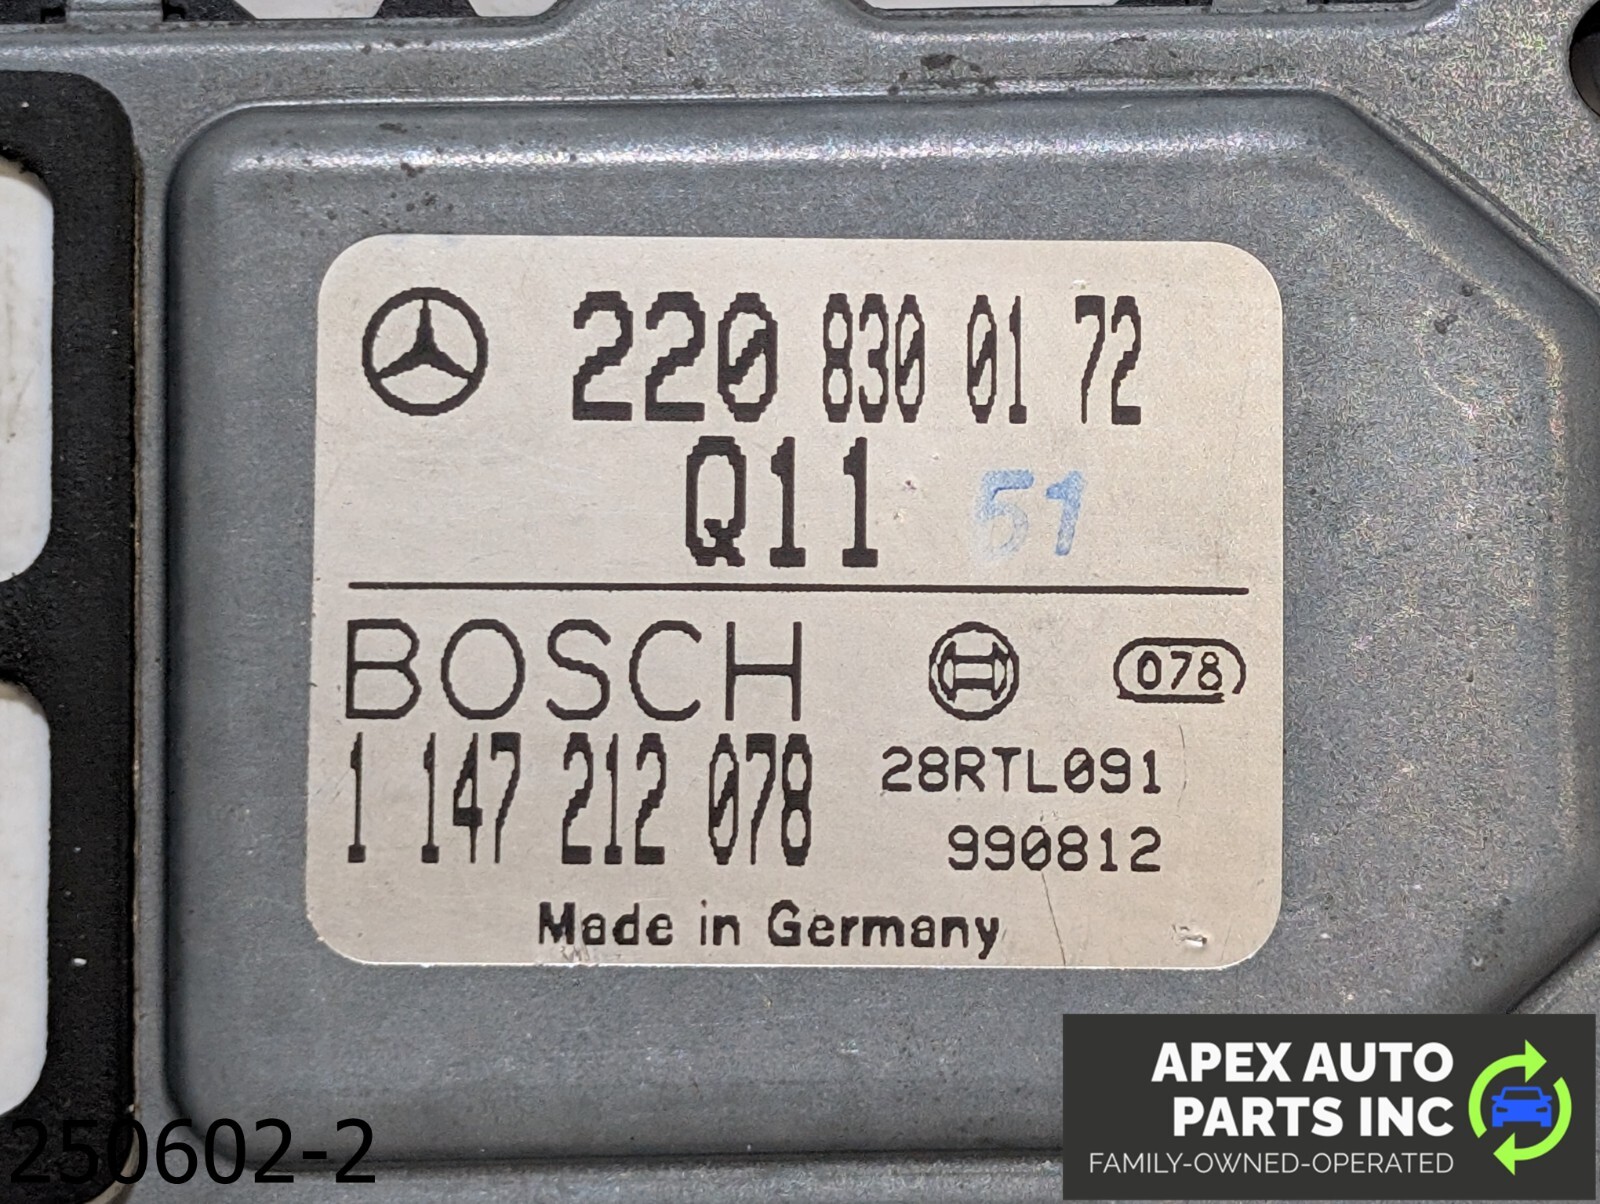 220 830 01 72
Q11 51
BOSCH
078
1 147 212 078
28RTL091
990812
Made in Germany
APEX AUTO
PARTS INC
FAMILY-OWNED-OPERATED
250602-2